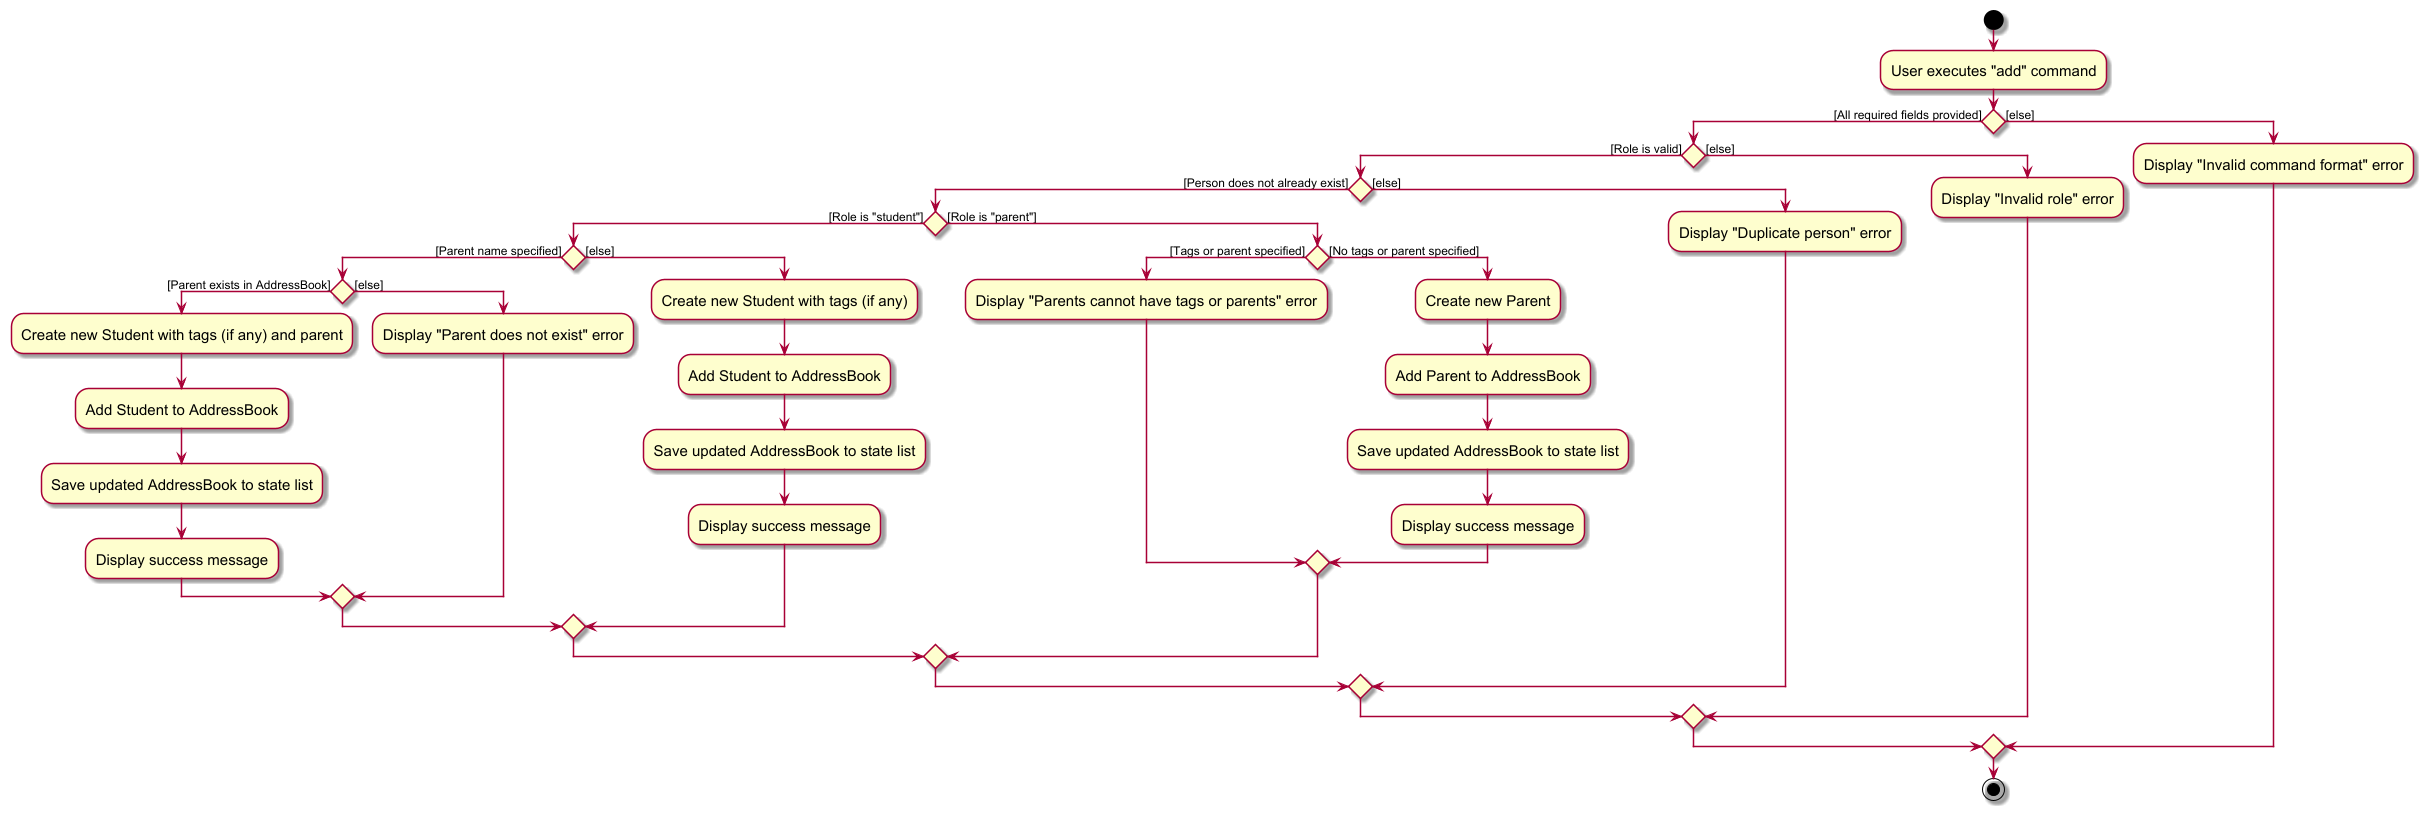 User executes "add" command
[All required fields provided]
[else]
[Role is valid]
[else]
Display "Invalid command format" error
[Person does not already exist]
[else]
Display "Invalid role" error
[Role is "student"]
[Role is "parent"]
Display "Duplicate person" error
[Parent name specified]
[else]
[Tags or parent specified]
[No tags or parent specified]
[Parent exists in AddressBook]
[else]
Create new Student with tags (if any)
Display "Parents cannot have tags or parents" error
Create new Parent
Create new Student with tags (if any) and parent
Display "Parent does not exist" error
Add Student to AddressBook
Add Parent to AddressBook
Add Student to AddressBook
Save updated AddressBook to state list
Save updated AddressBook to state list
Save updated AddressBook to state list
Display success message
Display success message
Display success message